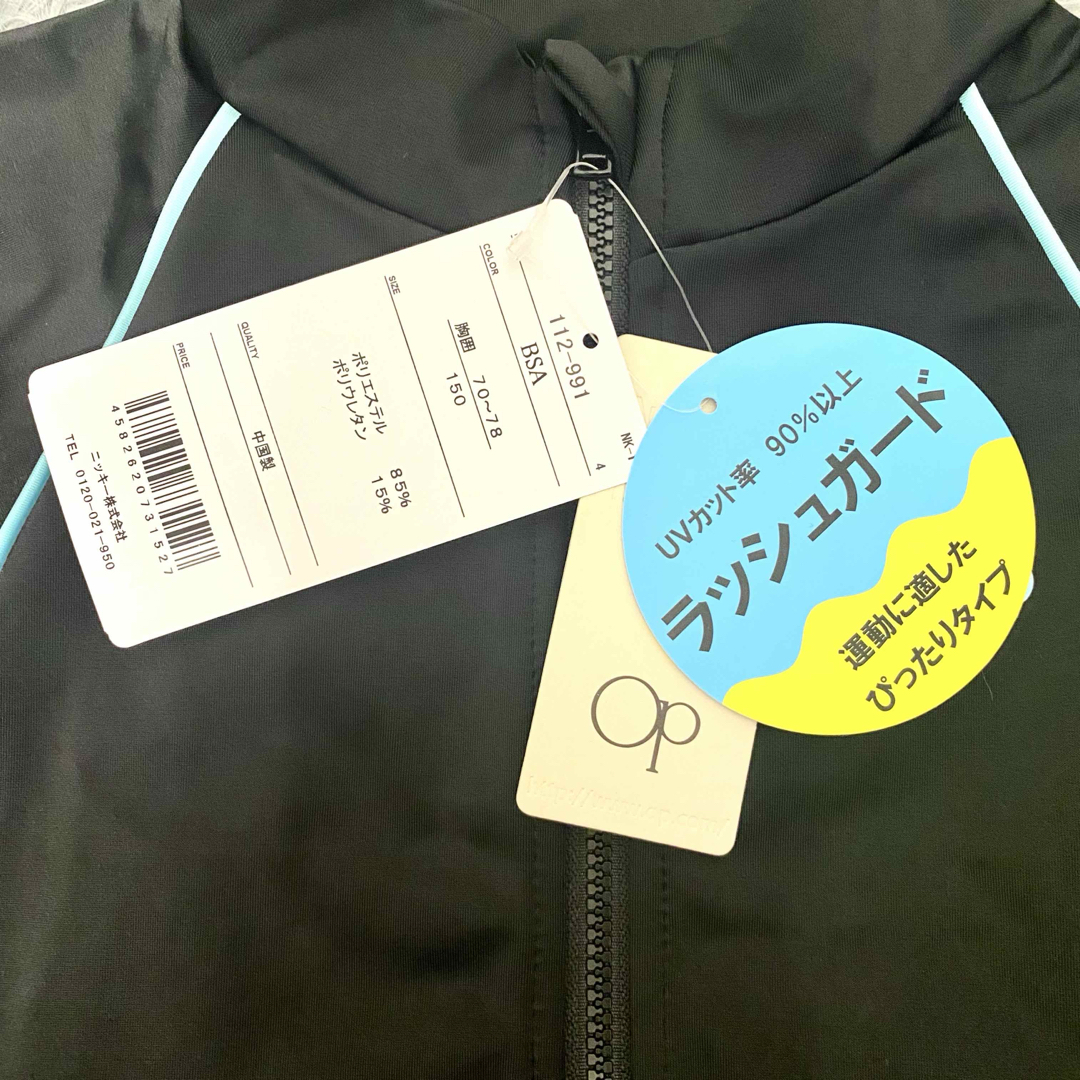 112-991
NK-1
COLOR
BSA
4
SIZE
胸囲 70〜78
150
QUALITY
ポリエステル 85%
ポリウレタン 15%
中国製
PRICE
4582620731527
ニッキー株式会社
TEL 0120-021-950
UVカット率 90%以上
ラッシュガード
運動に適した
ぴったりタイプ
Op